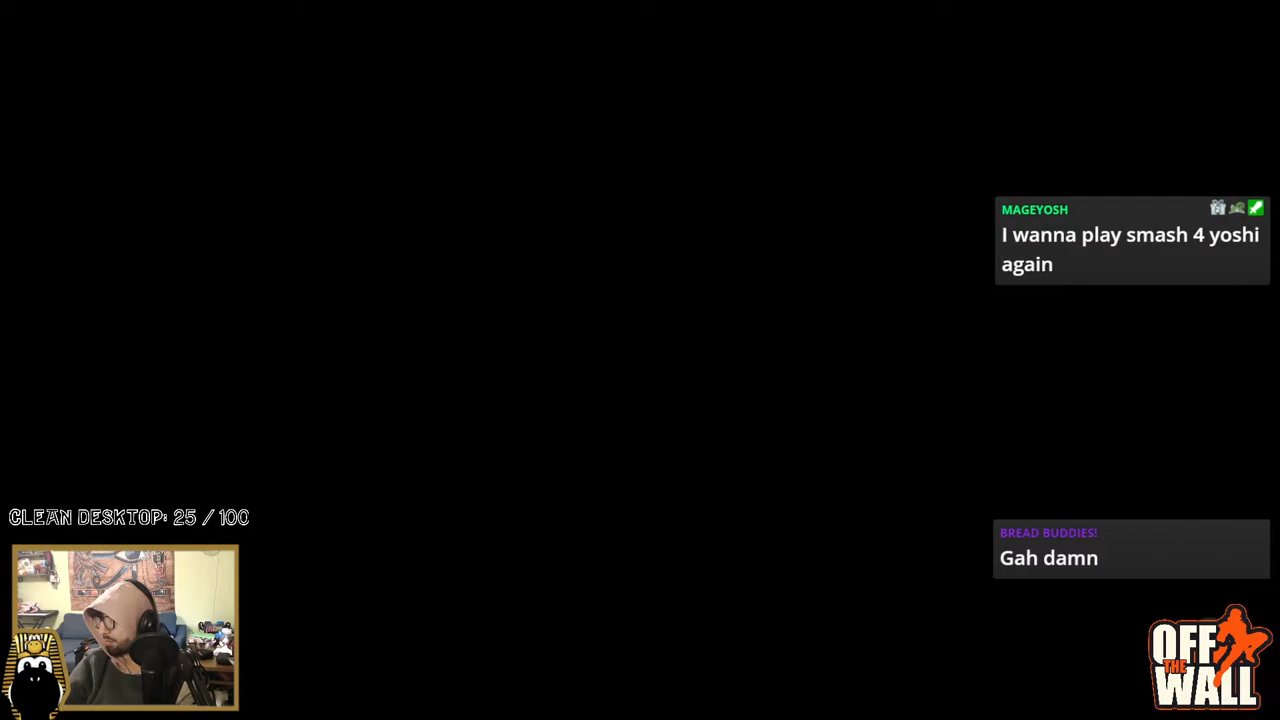 MAGEYOSH
I wanna play smash 4 yoshi
again
CLEAN DESKTOP: 25 / 100
BREAD BUDDIES!
Gah damn
OFF
THE
WALL